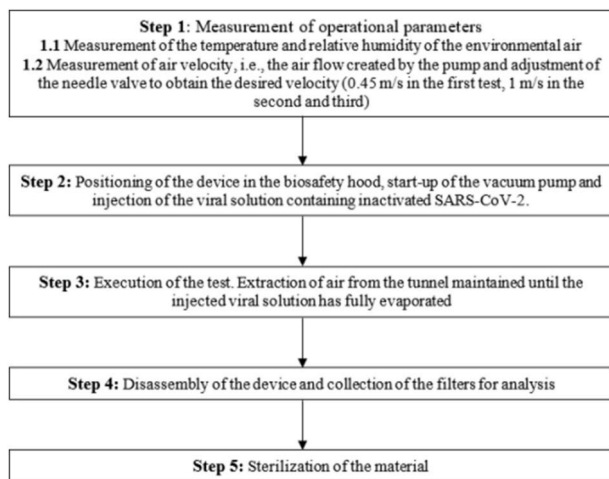 Step 1: Measurement of operational parameters
1.1 Measurement of the temperature and relative humidity of the environmental air
1.2 Measurement of air velocity, i.e., the air flow created by the pump and adjustment of
the needle valve to obtain the desired velocity (0.45 m/s in the first test, 1 m/s in the
second and third)
Step 2: Positioning of the device in the biosafety hood, start-up of the vacuum pump and
injection of the viral solution containing inactivated SARS-CoV-2.
Step 3: Execution of the test. Extraction of air from the tunnel maintained until the
injected viral solution has fully evaporated
Step 4: Disassembly of the device and collection of the filters for analysis
Step 5: Sterilization of the material